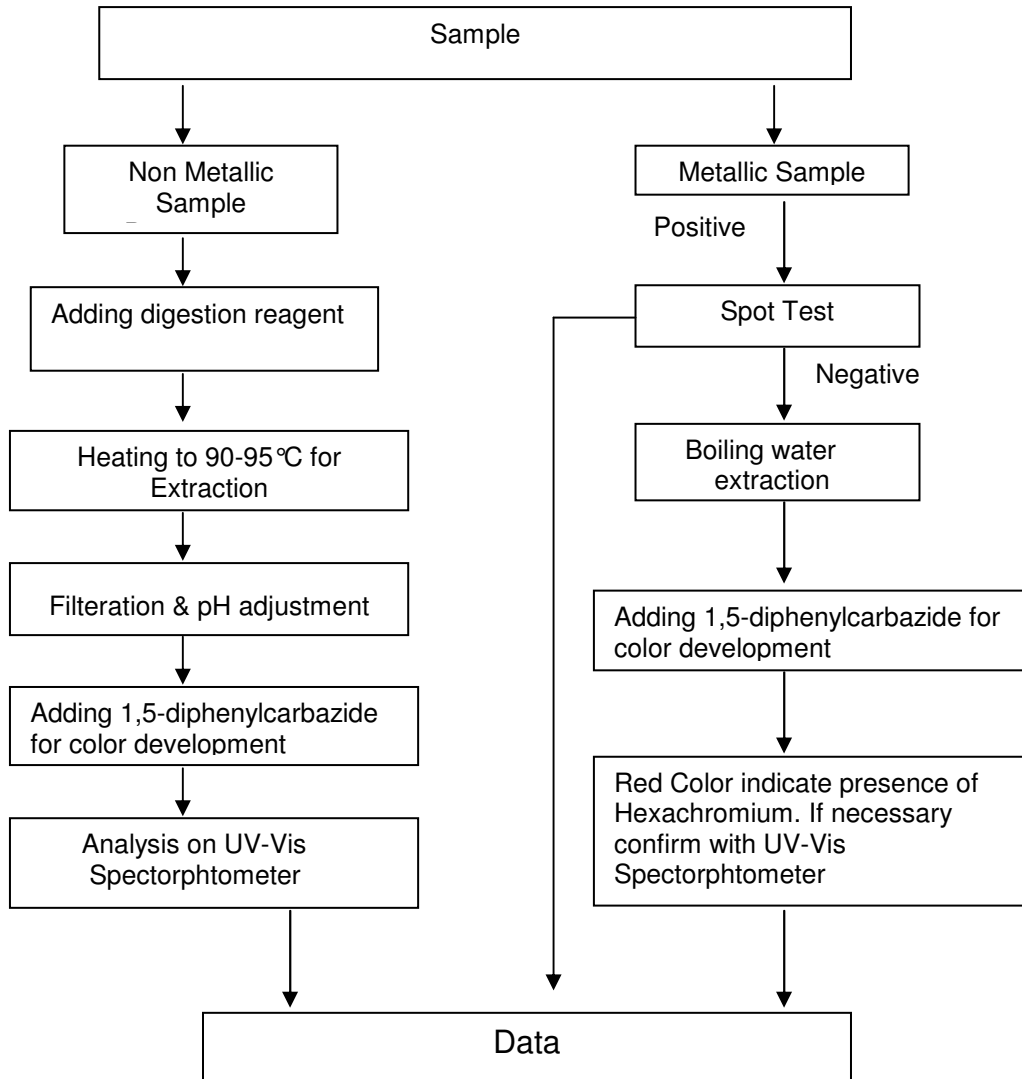 Sample
Non Metallic
Sample
Adding digestion reagent
Heating to 90-95°C for
Extraction
Filteration & pH adjustment
Adding 1,5-diphenylcarbazide
for color development
Analysis on UV-Vis
Spectorphtometer
Metallic Sample
Positive
Spot Test
Negative
Boiling water
extraction
Adding 1,5-diphenylcarbazide for
color development
Red Color indicate presence of
Hexachromium. If necessary
confirm with UV-Vis
Spectorphtometer
Data